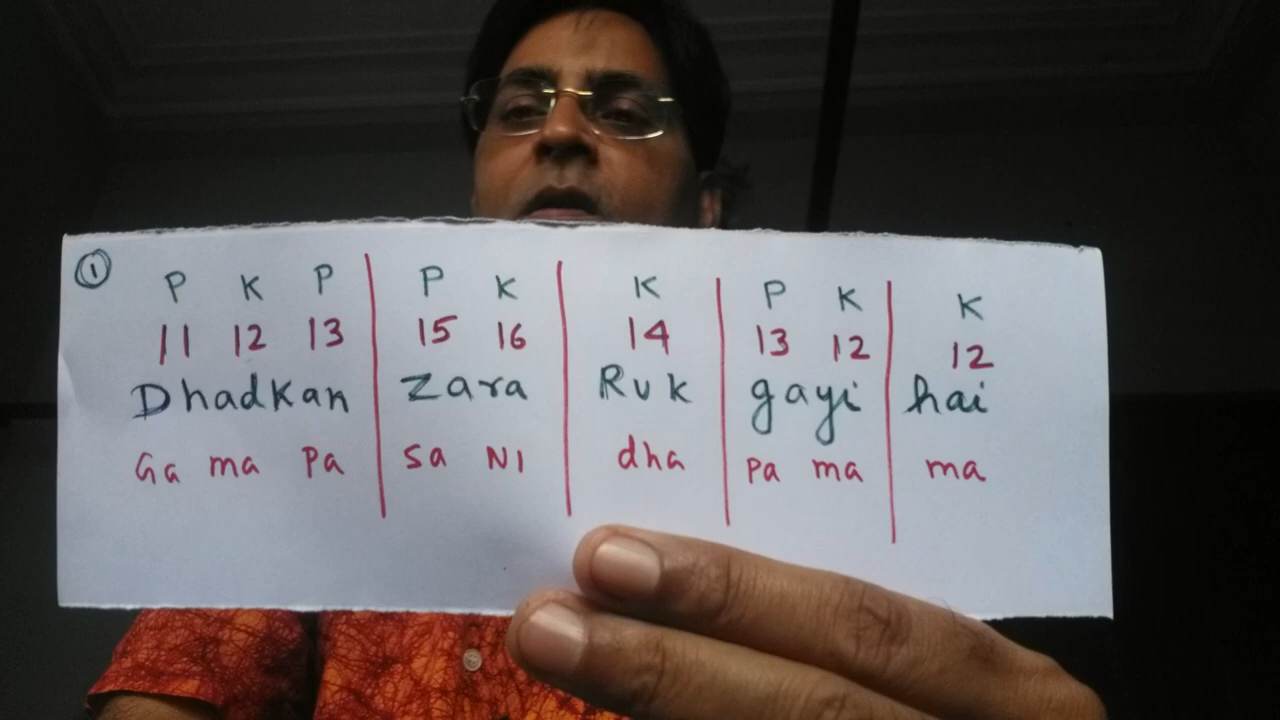 ① P K P | P K | K | P K | K
11 12 13 | 15 16 | 14 | 13 12 | 12
Dhadkan | Zara | Ruk | gayi | hai
Ga ma Pa | Sa NI | dha | Pa ma | ma